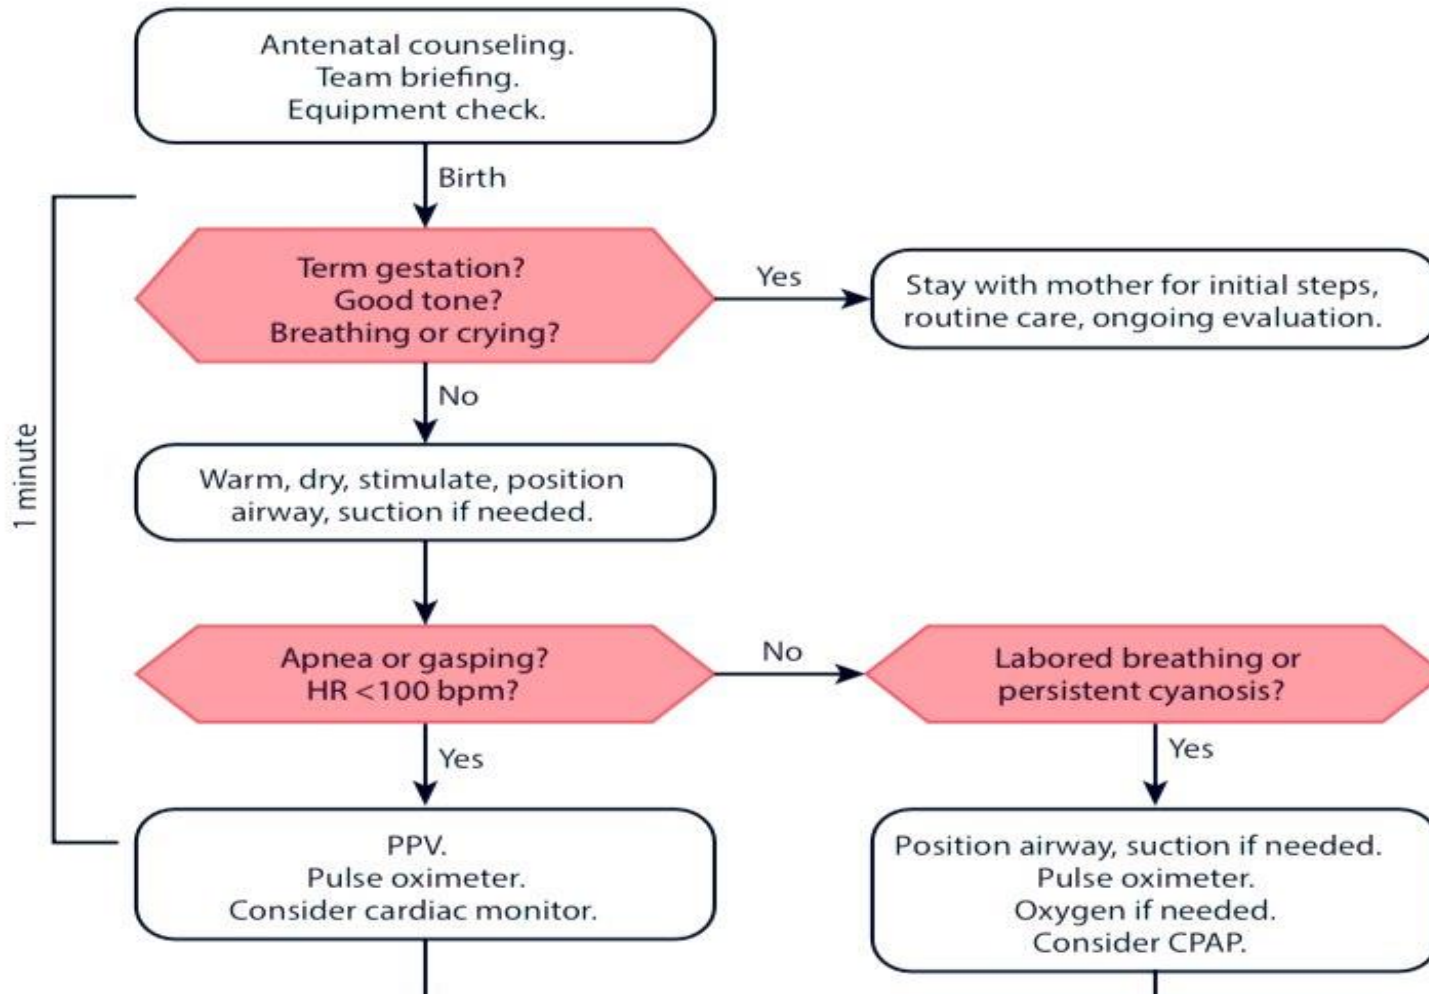 Antenatal counseling.
Team briefing.
Equipment check.
Birth
Term gestation?
Good tone?
Breathing or crying?
Yes
Stay with mother for initial steps,
routine care, ongoing evaluation.
No
1 minute
Warm, dry, stimulate, position
airway, suction if needed.
Apnea or gasping?
HR <100 bpm?
No
Labored breathing or
persistent cyanosis?
Yes
Yes
PPV.
Pulse oximeter.
Consider cardiac monitor.
Position airway, suction if needed.
Pulse oximeter.
Oxygen if needed.
Consider CPAP.